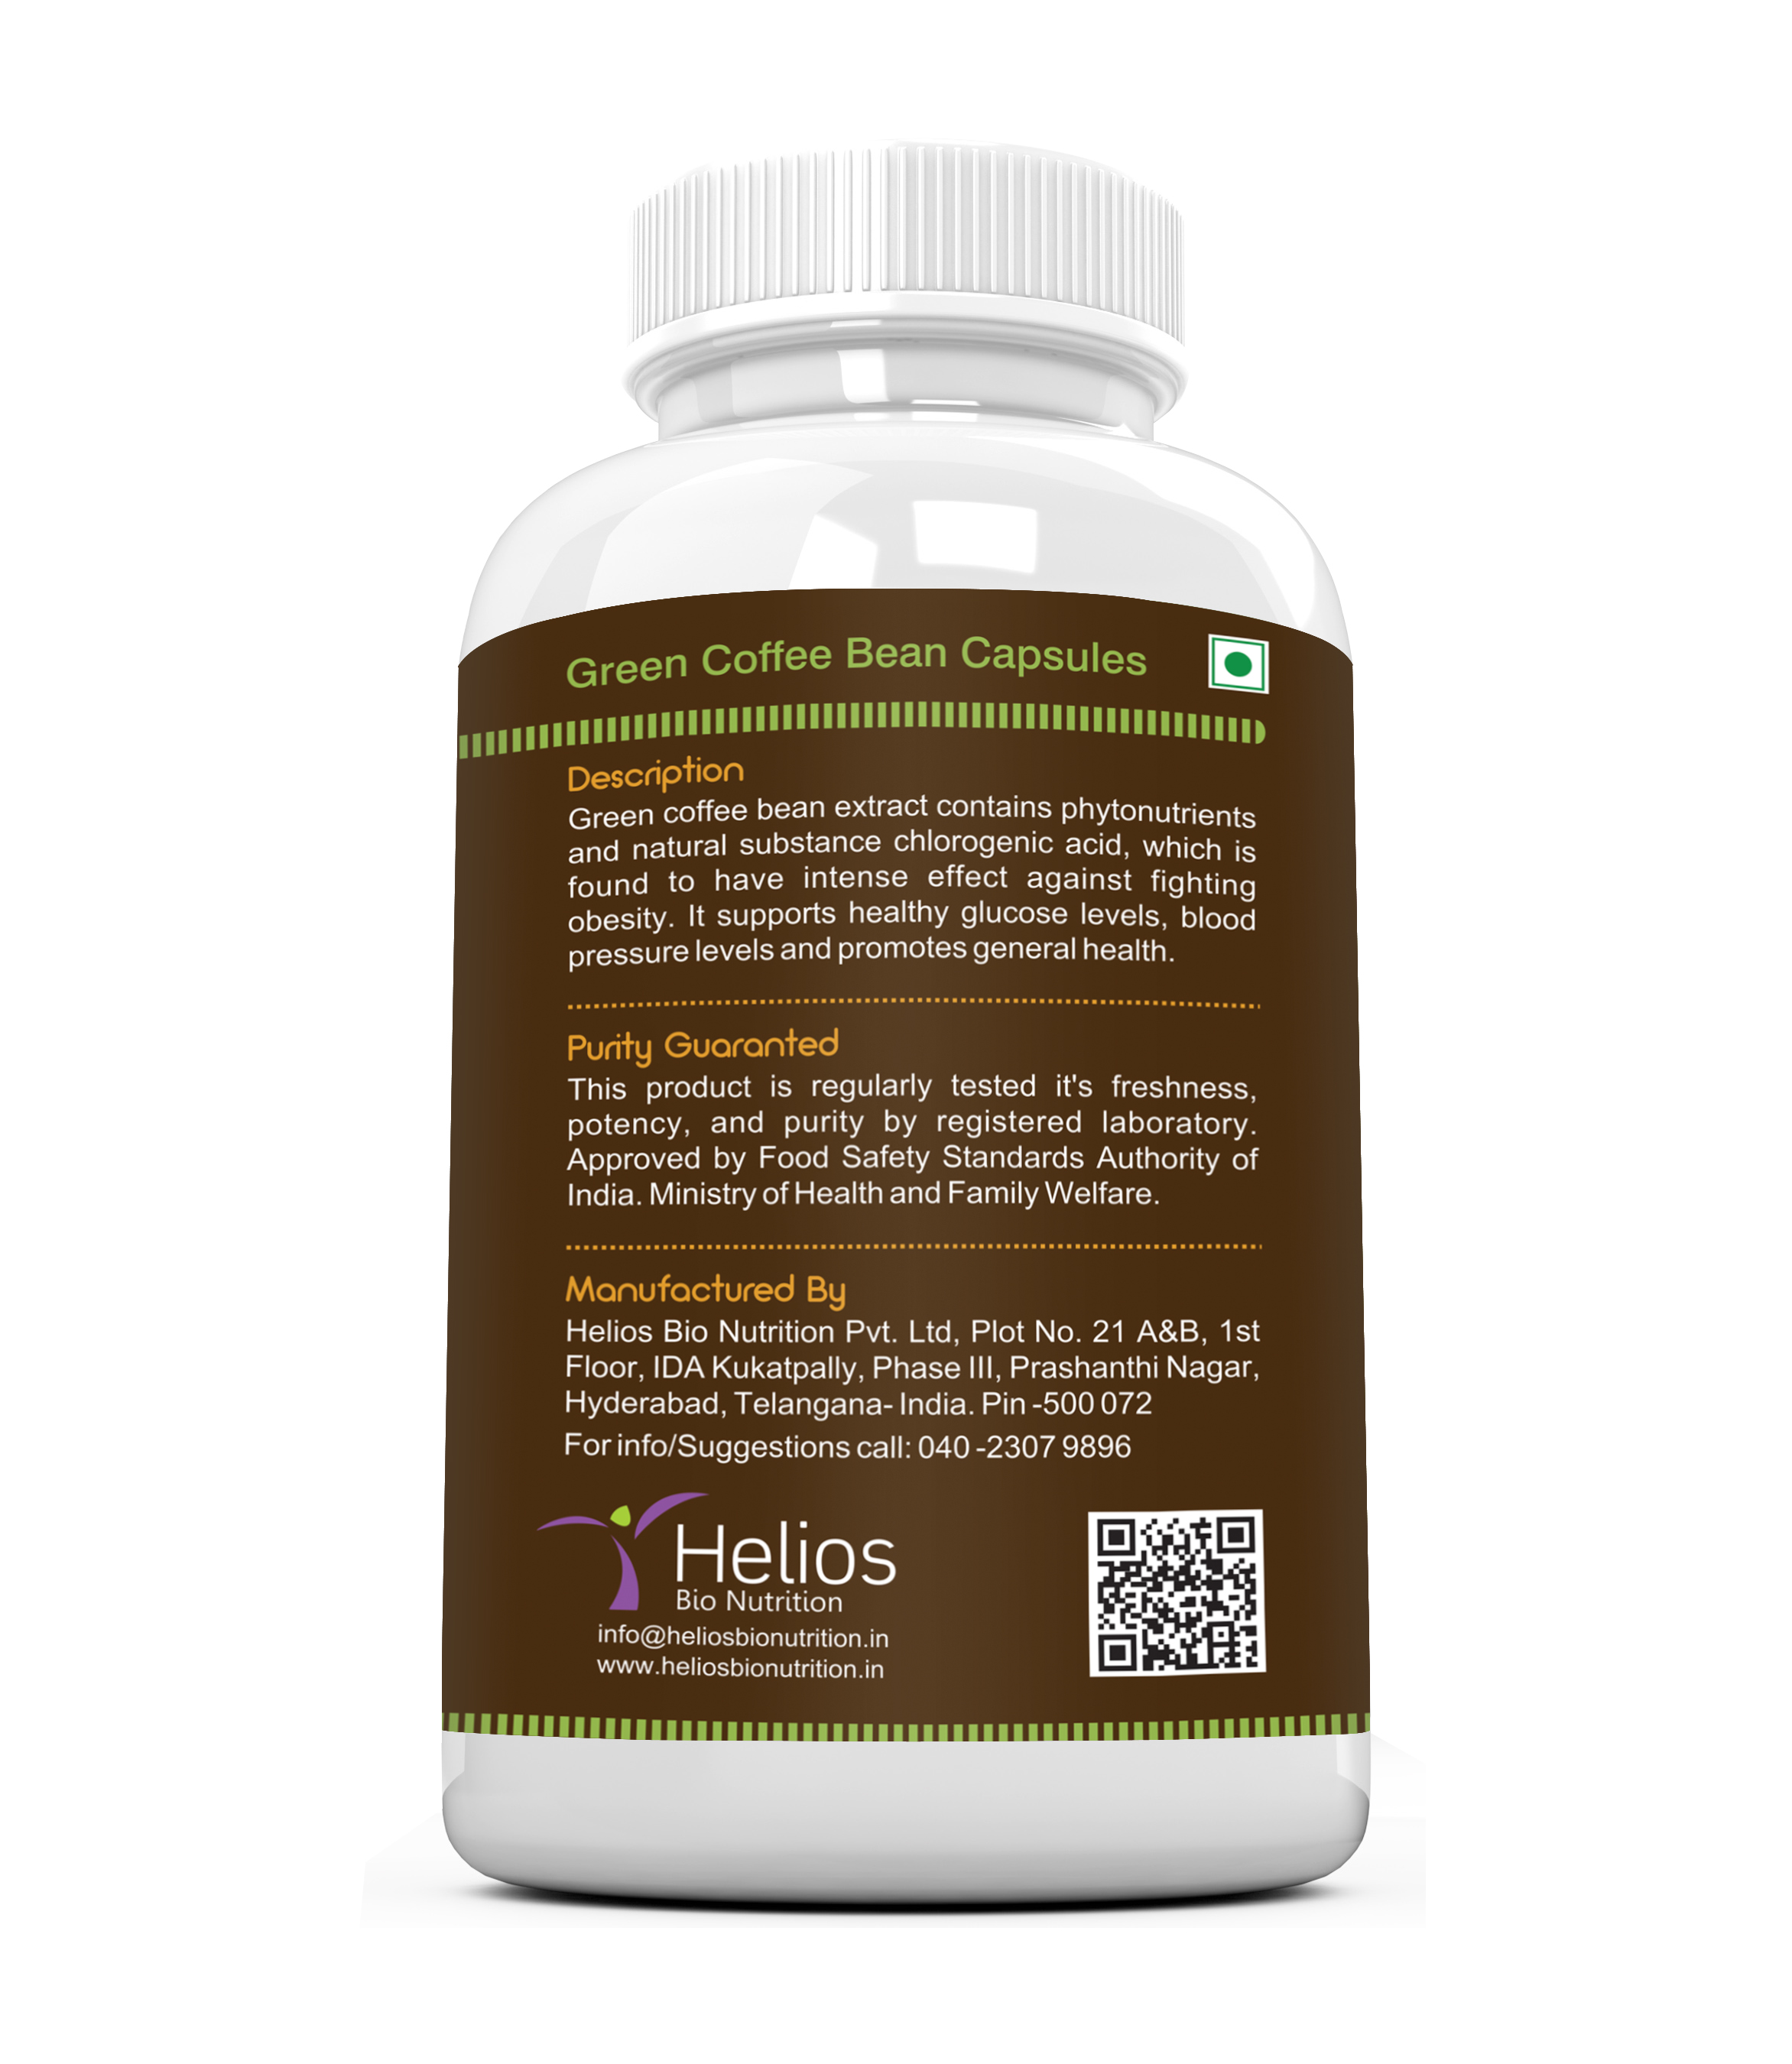 Green Coffee Bean Capsules
Description
Green coffee bean extract contains phytonutrients
and natural substance chlorogenic acid, which is
found to have intense effect against fighting
obesity. It supports healthy glucose levels, blood
pressure levels and promotes general health.
Purity Guaranted
This product is regularly tested it's freshness,
potency, and purity by registered laboratory.
Approved by Food Safety Standards Authority of
India. Ministry of Health and Family Welfare.
Manufactured By
Helios Bio Nutrition Pvt. Ltd, Plot No. 21 A&B, 1st
Floor, IDA Kukatpally, Phase III, Prashanthi Nagar,
Hyderabad, Telangana- India. Pin -500 072
For info/Suggestions call: 040 -2307 9896
Helios
Bio Nutrition
info@heliosbionutrition.in
www.heliosbionutrition.in